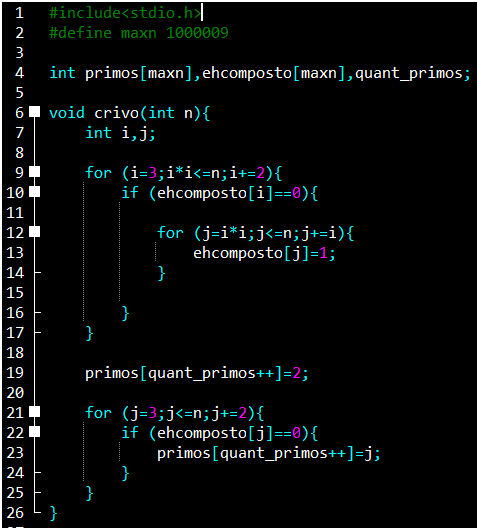 1 #include<stdio.h>
2 #define maxn 1000009
3
4 int primos[maxn],ehcomposto[maxn],quant_primos;
5
6 void crivo(int n){
7 int i,j;
8
9 for (i=3;i*i<=n;i+=2){
10 if (ehcomposto[i]==0){
11
12 for (j=i*i;j<=n;j+=i){
13 ehcomposto[j]=1;
14 }
15
16 }
17 }
18
19 primos[quant_primos++]=2;
20
21 for (j=3;j<=n;j+=2){
22 if (ehcomposto[j]==0){
23 primos[quant_primos++]=j;
24 }
25 }
26 }